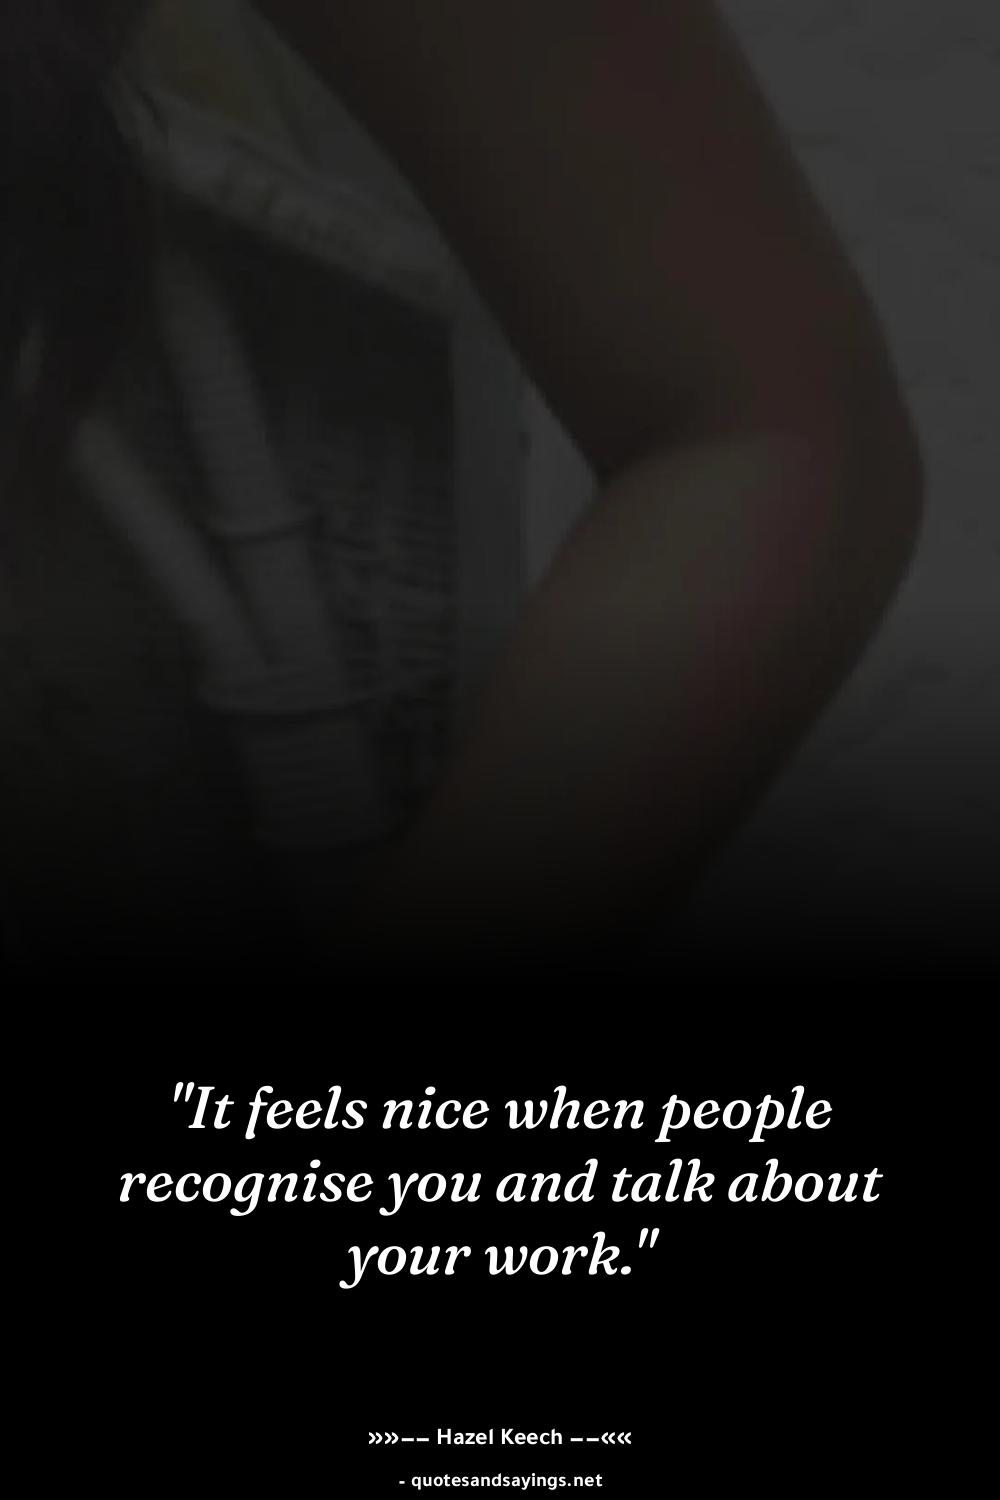 "It feels nice when people
recognise you and talk about
your work."
»»−− Hazel Keech −−««
- quotesandsayings.net